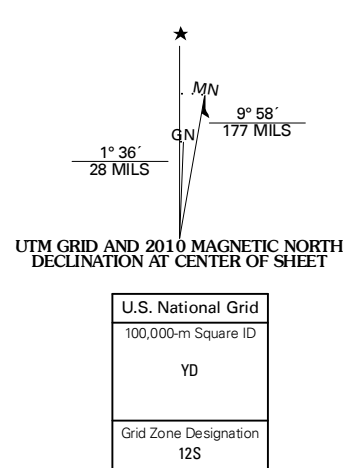 MN
9° 58´
177 MILS
GN
1° 36´
28 MILS
UTM GRID AND 2010 MAGNETIC NORTH
DECLINATION AT CENTER OF SHEET
U.S. National Grid
100,000-m Square ID
YD
Grid Zone Designation
12S